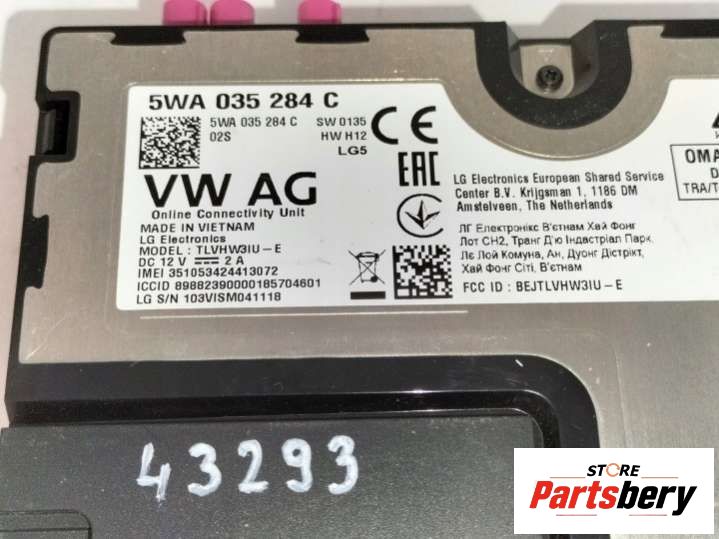 5WA 035 284 C
5WA 035 284 C SW 0135
02S HW H12
LG5
CE
EAC
VW AG
Online Connectivity Unit
MADE IN VIETNAM
LG Electronics
MODEL : TLVHW3IU - E
DC 12 V 2 A
IMEI 351053424413072
ICCID 89882390000185704601
LG S/N 103VISM041118
LG Electronics European Shared Service
Center B.V. Krijgsman 1, 1186 DM
Amstelveen, The Netherlands
ЛГ Електронікс В'єтнам Хай Фонг
Лот СН2, Транг Д'ю Індастріал Парк,
Лє Лой Комуна, Ан, Дуонг Дістрікт,
Хай Фонг Сіті, В'єтнам
FCC ID : BEJTLVHW3IU - E
OMA
D
TRA/T
43293
STORE
Partsbery